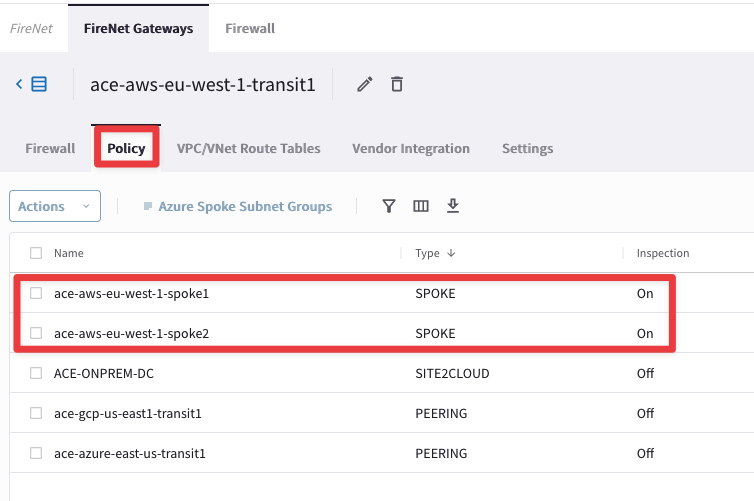 FireNet FireNet Gateways Firewall
ace-aws-eu-west-1-transit1
Firewall Policy VPC/VNet Route Tables Vendor Integration Settings
Actions Azure Spoke Subnet Groups
Name Type Inspection
ace-aws-eu-west-1-spoke1 SPOKE On
ace-aws-eu-west-1-spoke2 SPOKE On
ACE-ONPREM-DC SITE2CLOUD Off
ace-gcp-us-east1-transit1 PEERING Off
ace-azure-east-us-transit1 PEERING Off